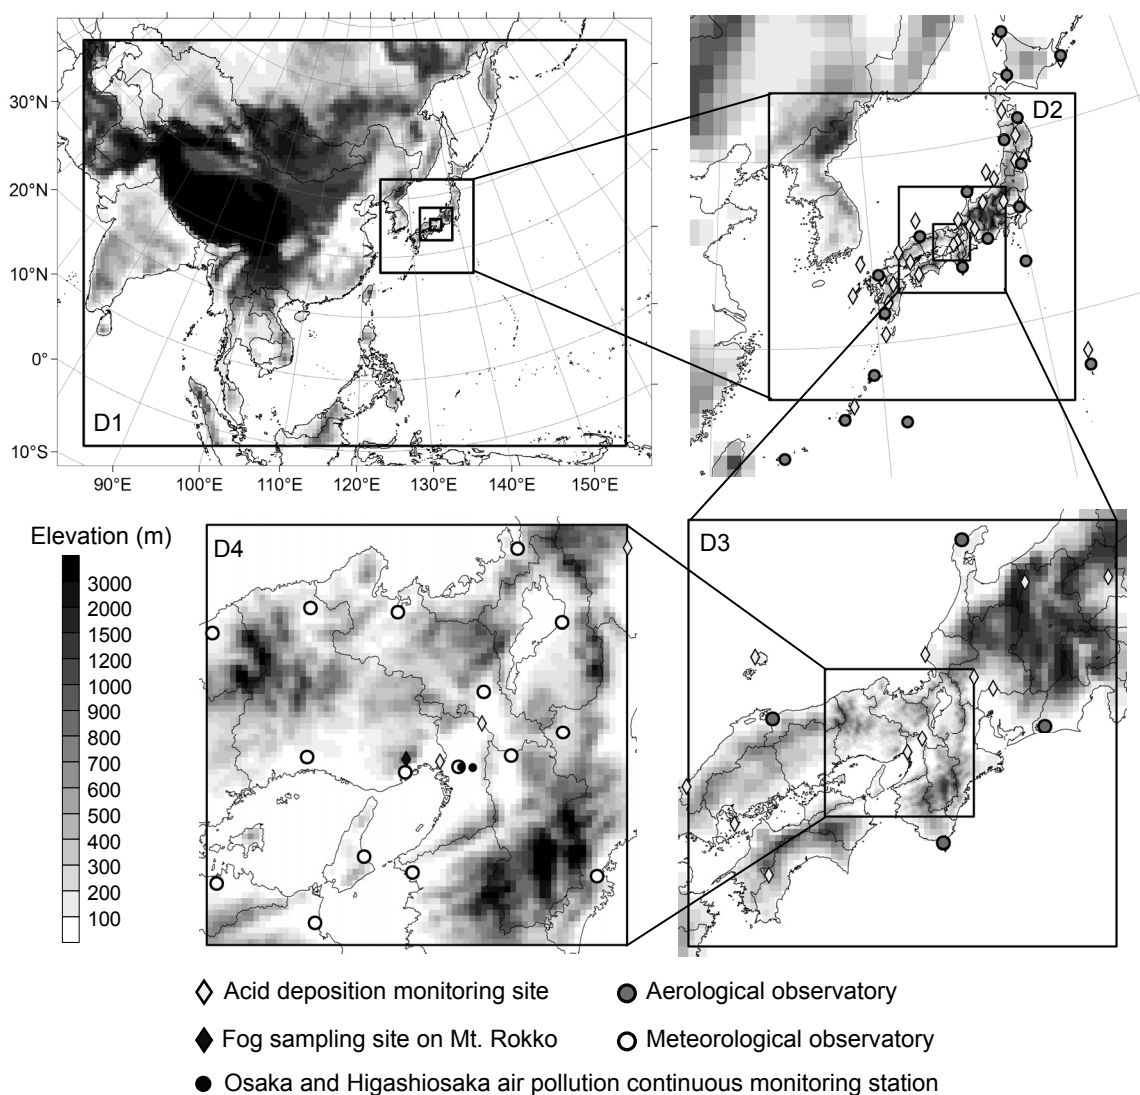 30°N
20°N
10°N
0°
10°S
D1
90°E
100°E
110°E
120°E
130°E
140°E
150°E
D2
Elevation (m)
3000
2000
1500
1200
1000
900
800
700
600
500
400
300
200
100
D4
D3
Acid deposition monitoring site
Aerological observatory
Fog sampling site on Mt. Rokko
Meteorological observatory
Osaka and Higashiosaka air pollution continuous monitoring station